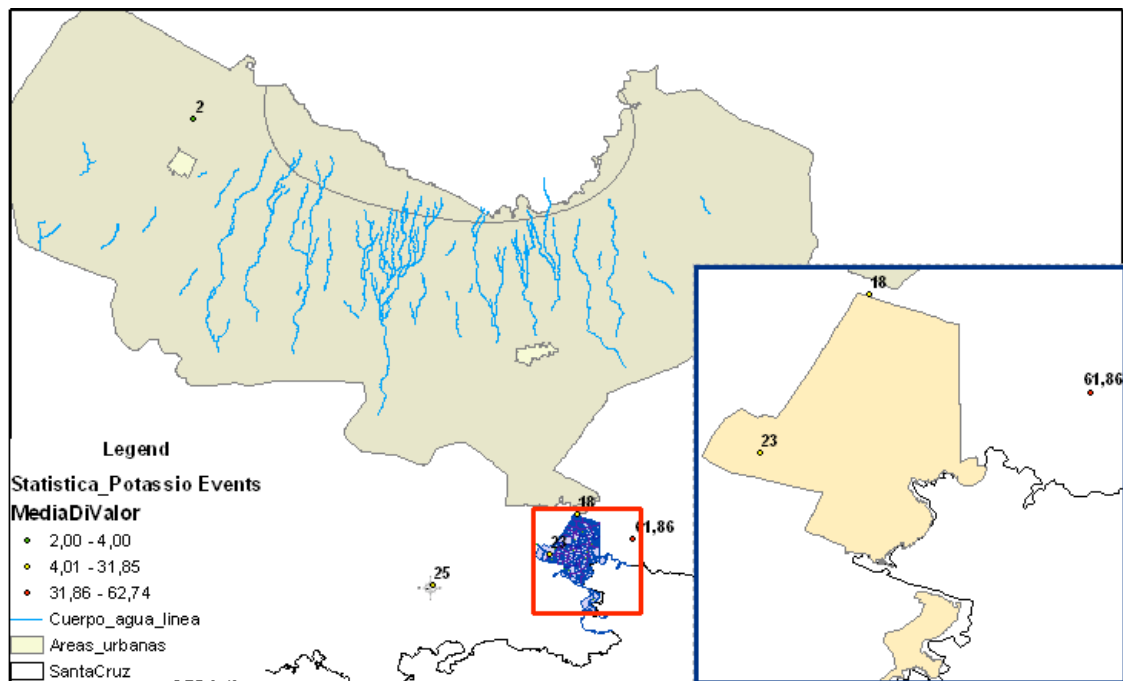 2
18
61,86
23
Legend
Statistica_Potassio Events
MediaDiValor
2,00 - 4,00
4,01 - 31,85
31,86 - 62,74
Cuerpo_agua_linea
Areas_urbanas
SantaCruz
18
61,86
23
25